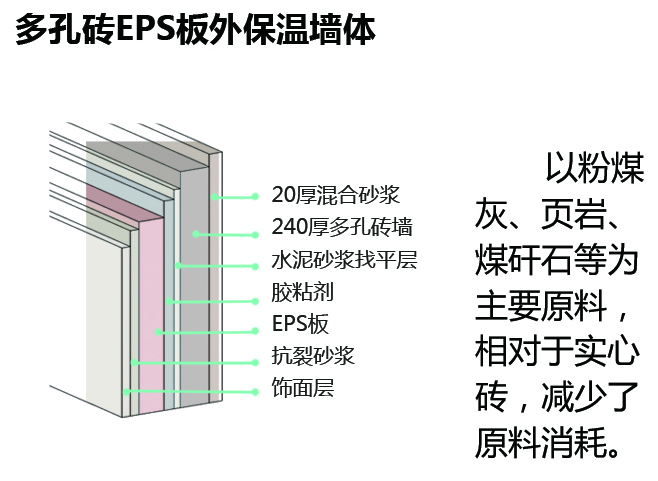 多孔砖EPS板外保温墙体
20厚混合砂浆
240厚多孔砖墙
水泥砂浆找平层
胶粘剂
EPS板
抗裂砂浆
饰面层
以粉煤
灰、页岩、
煤矸石等为
主要原料，
相对于实心
砖，减少了
原料消耗。